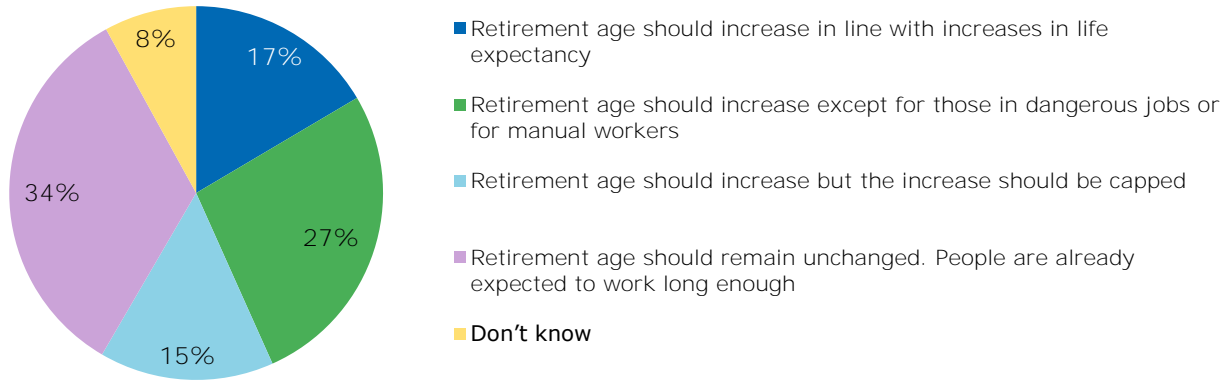 8%
17%
34%
27%
15%
Retirement age should increase in line with increases in life
expectancy
Retirement age should increase except for those in dangerous jobs or
for manual workers
Retirement age should increase but the increase should be capped
Retirement age should remain unchanged. People are already
expected to work long enough
Don’t know